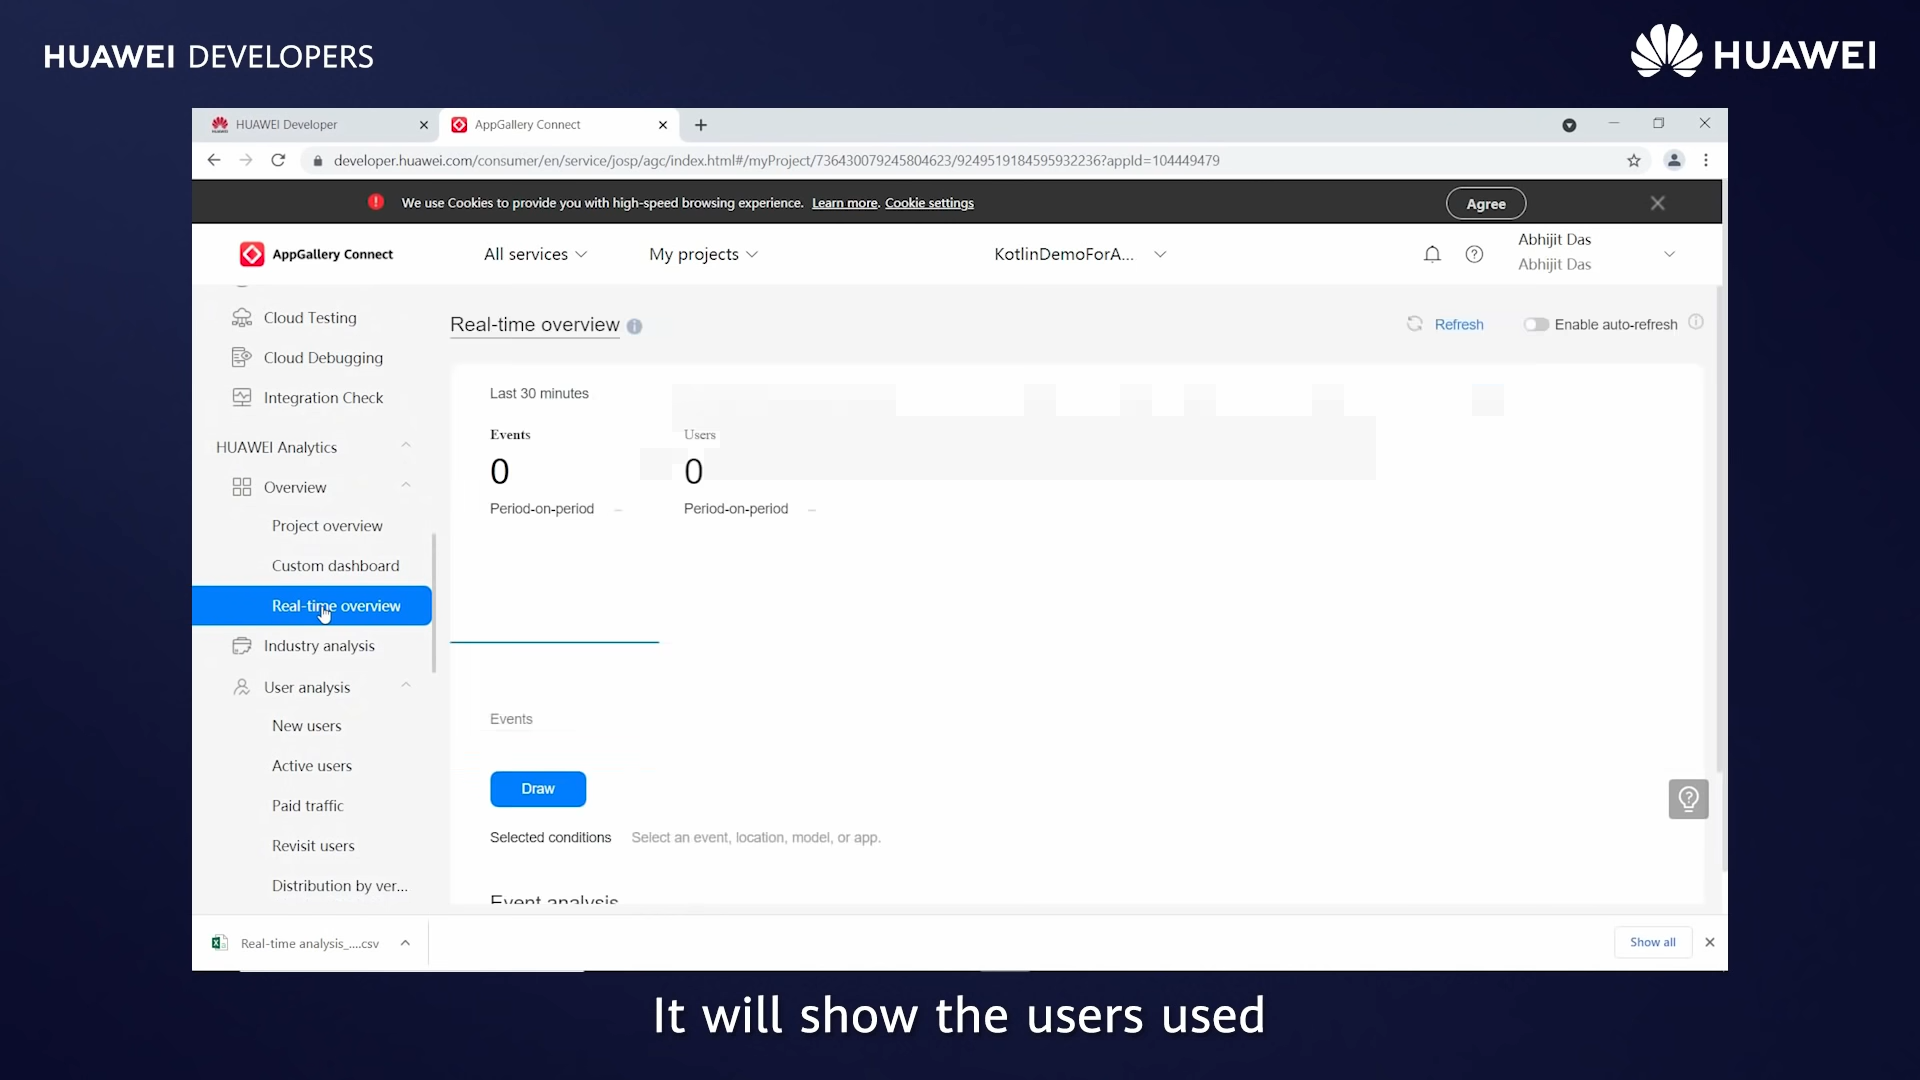 HUAWEI DEVELOPERS
HUAWEI
HUAWEI Developer
AppGallery Connect
developer.huawei.com/consumer/en/service/josp/agc/index.html#/myProject/736430079245804623/9249519184595932236?appId=104449479
We use Cookies to provide you with high-speed browsing experience. Learn more. Cookie settings
Agree
AppGallery Connect
All services
My projects
KotlinDemoForA...
Abhijit Das
Abhijit Das
Cloud Testing
Cloud Debugging
Integration Check
HUAWEI Analytics
Overview
Project overview
Custom dashboard
Real-time overview
Industry analysis
User analysis
New users
Active users
Paid traffic
Revisit users
Distribution by ver...
Real-time overview
Refresh
Enable auto-refresh
Last 30 minutes
Events
Users
0
0
Period-on-period –
Period-on-period –
Events
Draw
Selected conditions Select an event, location, model, or app.
Event analysis
Real-time analysis_....csv
Show all
It will show the users used